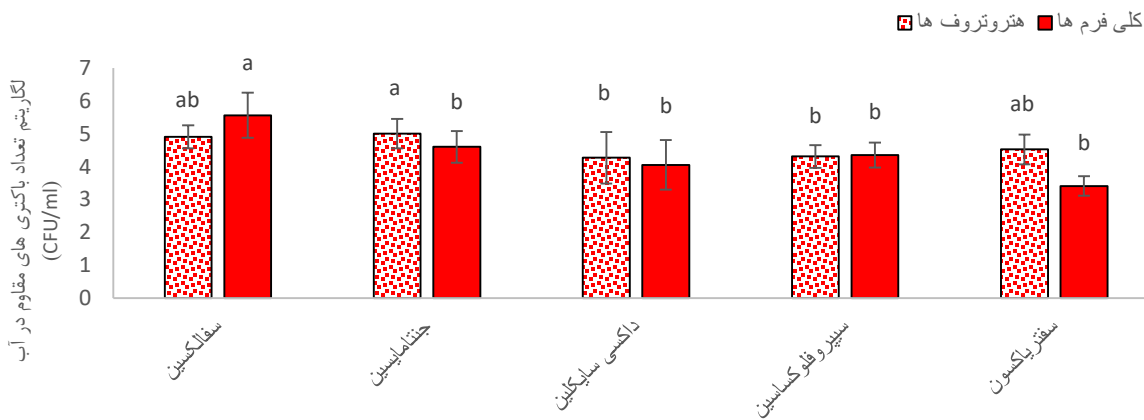 هتروتروف ها
کلی فرم ها
لگاریتم تعداد باکتری های مقاوم در آب
(CFU/ml)
7
6
5
4
3
2
1
0
ab
a
a
b
b
b
b
b
ab
b
سفالکسین
جنتامایسین
داکسی سایکلین
سیپروفلوکساسین
سفتریاکسون